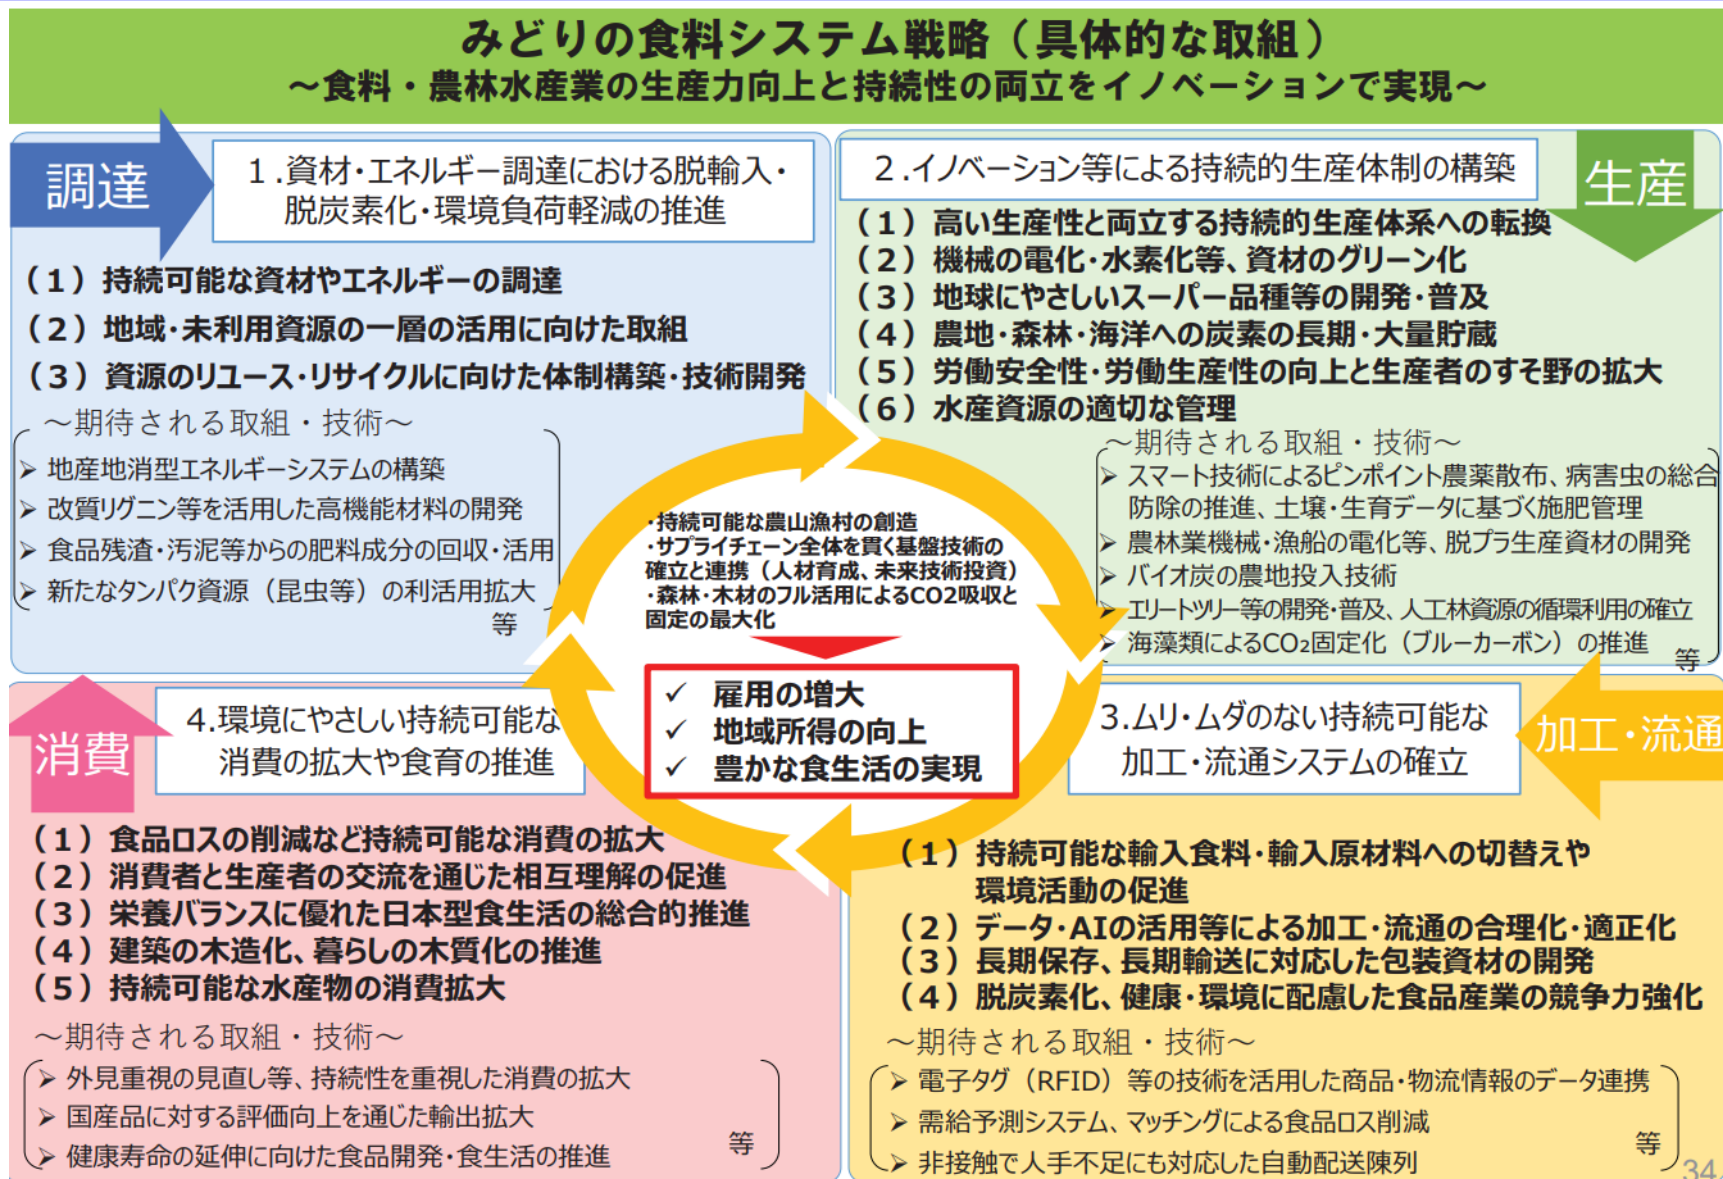 みどりの食料システム戦略（具体的な取組）
～食料・農林水産業の生産力向上と持続性の両立をイノベーションで実現～
調達
１.資材・エネルギー調達における脱輸入・
脱炭素化・環境負荷軽減の推進
（１）持続可能な資材やエネルギーの調達
（２）地域・未利用資源の一層の活用に向けた取組
（３）資源のリユース・リサイクルに向けた体制構築・技術開発
～期待される取組・技術～
➢ 地産地消型エネルギーシステムの構築
➢ 改質リグニン等を活用した高機能材料の開発
➢ 食品残渣・汚泥等からの肥料成分の回収・活用
➢ 新たなタンパク資源（昆虫等）の利活用拡大
等
２.イノベーション等による持続的生産体制の構築
生産
（１）高い生産性と両立する持続的生産体系への転換
（２）機械の電化・水素化等、資材のグリーン化
（３）地球にやさしいスーパー品種等の開発・普及
（４）農地・森林・海洋への炭素の長期・大量貯蔵
（５）労働安全性・労働生産性の向上と生産者のすそ野の拡大
（６）水産資源の適切な管理
～期待される取組・技術～
➢ スマート技術によるピンポイント農薬散布、病害虫の総合
防除の推進、土壌・生育データに基づく施肥管理
➢ 農林業機械・漁船の電化等、脱プラ生産資材の開発
➢ バイオ炭の農地投入技術
➢ エリートツリー等の開発・普及、人工林資源の循環利用の確立
➢ 海藻類によるCO₂固定化（ブルーカーボン）の推進
等
・持続可能な農山漁村の創造
・サプライチェーン全体を貫く基盤技術の
確立と連携（人材育成、未来技術投資）
・森林・木材のフル活用によるCO2吸収と
固定の最大化
✓ 雇用の増大
✓ 地域所得の向上
✓ 豊かな食生活の実現
消費
4.環境にやさしい持続可能な
消費の拡大や食育の推進
（１）食品ロスの削減など持続可能な消費の拡大
（２）消費者と生産者の交流を通じた相互理解の促進
（３）栄養バランスに優れた日本型食生活の総合的推進
（４）建築の木造化、暮らしの木質化の推進
（５）持続可能な水産物の消費拡大
～期待される取組・技術～
➢ 外見重視の見直し等、持続性を重視した消費の拡大
➢ 国産品に対する評価向上を通じた輸出拡大
➢ 健康寿命の延伸に向けた食品開発・食生活の推進
等
3.ムリ・ムダのない持続可能な
加工・流通システムの確立
加工・流通
（１）持続可能な輸入食料・輸入原材料への切替えや
環境活動の促進
（２）データ・AIの活用等による加工・流通の合理化・適正化
（３）長期保存、長期輸送に対応した包装資材の開発
（４）脱炭素化、健康・環境に配慮した食品産業の競争力強化
～期待される取組・技術～
➢ 電子タグ（RFID）等の技術を活用した商品・物流情報のデータ連携
➢ 需給予測システム、マッチングによる食品ロス削減
➢ 非接触で人手不足にも対応した自動配送陳列
等
34